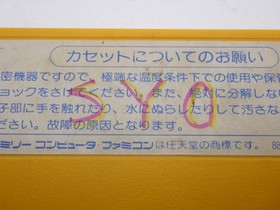 カセットについてのお願い
密機器ですので、極端な温度条件下での使用や保管
ョックをさけてください。また、絶対に分解しない
子部に手を触れたり、水にぬらしたりして汚さな
い。故障の原因となります。
SYO
ミリー コンピュータ・ファミコンは任天堂の商標です。